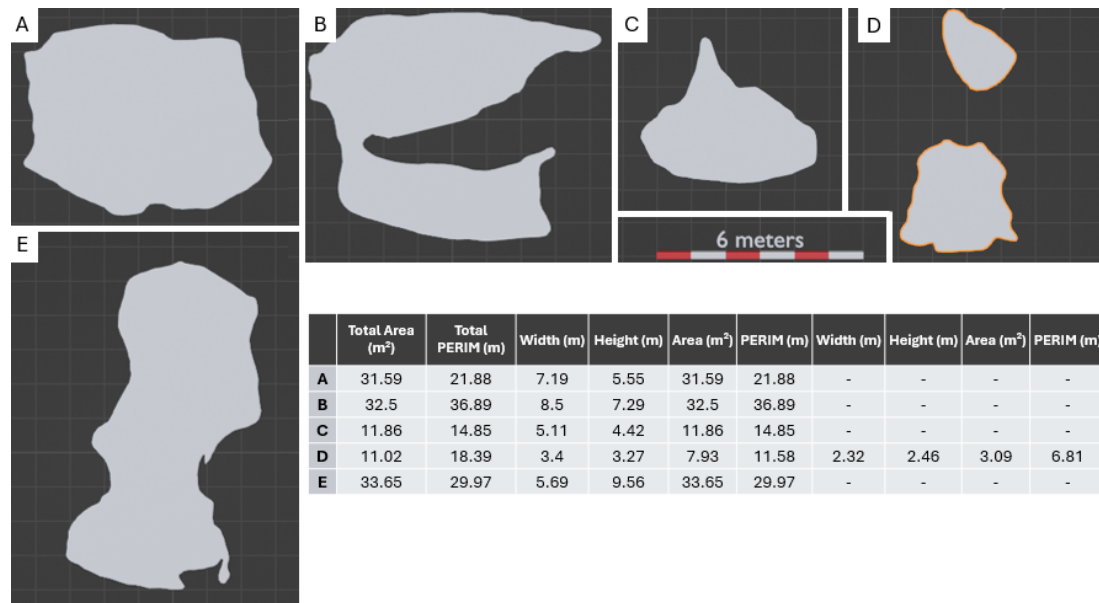 A
B
C
D
6 meters
E
Total Area (m²) Total PERIM (m) Width (m) Height (m) Area (m²) PERIM (m) Width (m) Height (m) Area (m²) PERIM (m)
A 31.59 21.88 7.19 5.55 31.59 21.88 - - - -
B 32.5 36.89 8.5 7.29 32.5 36.89 - - - -
C 11.86 14.85 5.11 4.42 11.86 14.85 - - - -
D 11.02 18.39 3.4 3.27 7.93 11.58 2.32 2.46 3.09 6.81
E 33.65 29.97 5.69 9.56 33.65 29.97 - - - -